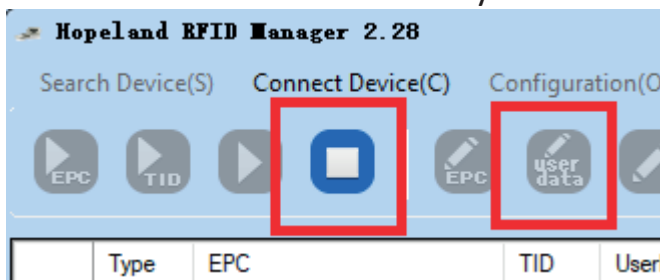 Hopeland RFID Manager 2.28
Search Device(S) Connect Device(C) Configuration(O
EPC TID EPC user data
Type EPC TID User